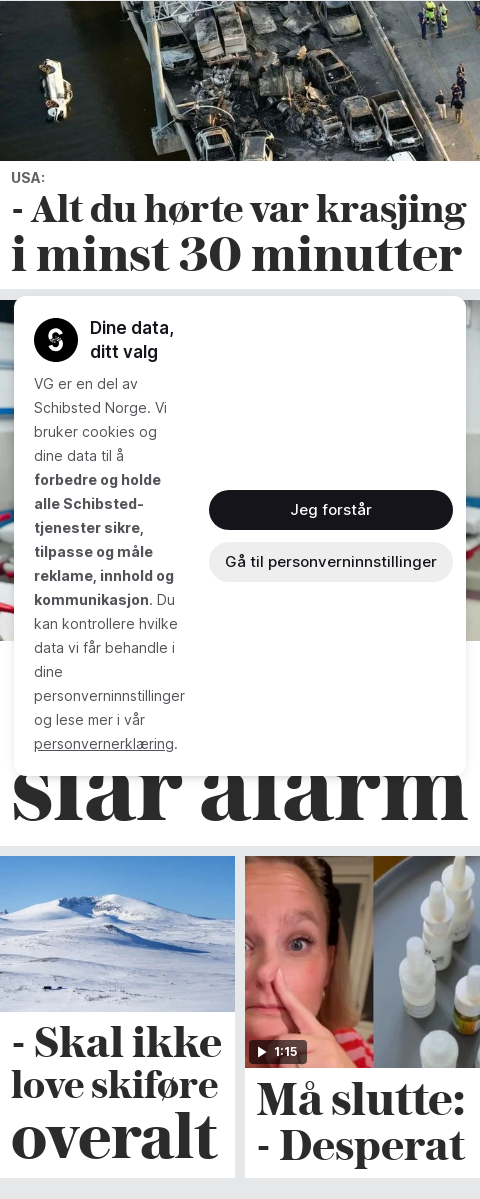 USA:
- Alt du hørte var krasjing
i minst 30 minutter
Dine data,
ditt valg
VG er en del av
Schibsted Norge. Vi
bruker cookies og
dine data til å
forbedre og holde
alle Schibsted-
tjenester sikre,
tilpasse og måle
reklame, innhold og
kommunikasjon. Du
kan kontrollere hvilke
data vi får behandle i
dine
personverninnstillinger
og lese mer i vår
personvernerklæring.
Jeg forstår
Gå til personverninnstillinger
slår alarm
- Skal ikke
love skiføre
overalt
1:15
Må slutte:
- Desperat